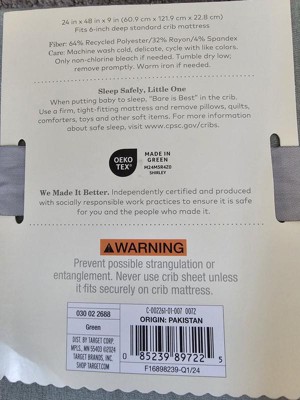 24 in x 48 in x 9 in (60.9 cm x 121.9 cm x 22.8 cm)
Fits 6-inch deep standard crib mattress
Fiber: 64% Recycled Polyester/32% Rayon/4% Spandex
Care: Machine wash cold, delicate, cycle with like colors.
Only non-chlorine bleach if needed. Tumble dry low;
remove promptly. Warm iron if needed.
Sleep Safely, Little One
When putting baby to sleep, "Bare is Best" in the crib.
Use a firm, tight-fitting mattress and remove pillows, quilts,
comforters, toys and other soft items. For more information
about safe sleep, visit www.cpsc.gov/cribs.
OEKO
TEX®
MADE IN
GREEN
M24MSR4Z0
SHIRLEY
We Made It Better. Independently certified and produced
with socially responsible work practices to ensure it is safe
for you and the people who made it.
WARNING
Prevent possible strangulation or
entanglement. Never use crib sheet unless
it fits securely on crib mattress.
030 02 2688
Green
DIST. BY TARGET CORP.
MPLS, MN 55403 ©2024
TARGET BRANDS, INC.
SHOP TARGET.COM
C-002261-01-007 0072
ORIGIN: PAKISTAN
0 85239 89722 5
F16898239-Q1/24